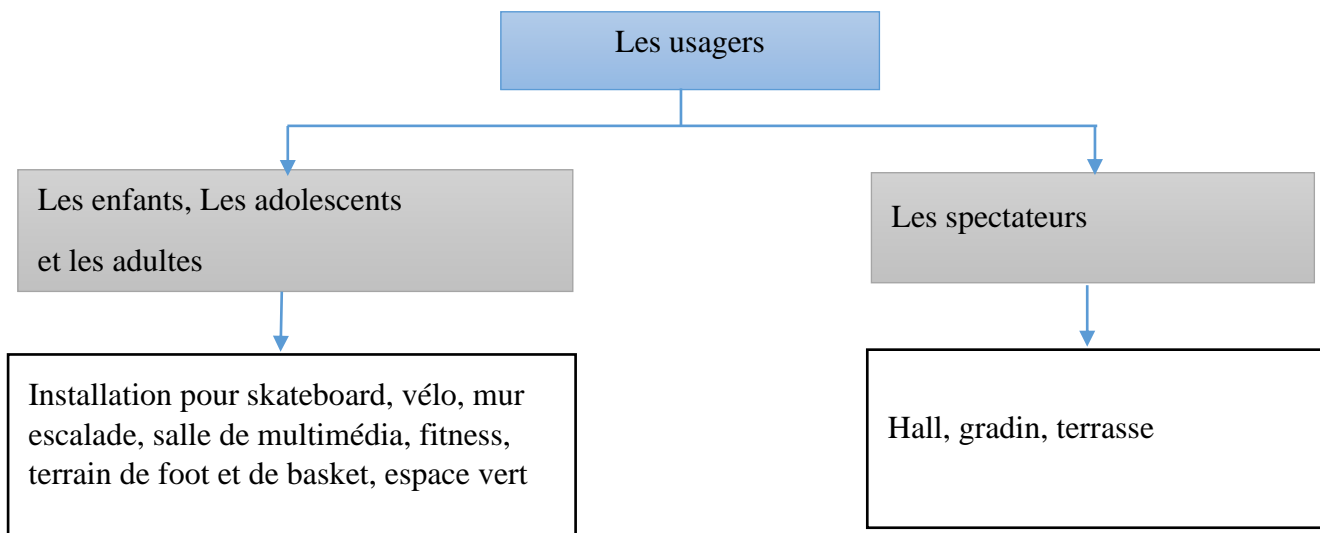 Les usagers
Les enfants, Les adolescents
et les adultes
Les spectateurs
Installation pour skateboard, vélo, mur
escalade, salle de multimédia, fitness,
terrain de foot et de basket, espace vert
Hall, gradin, terrasse